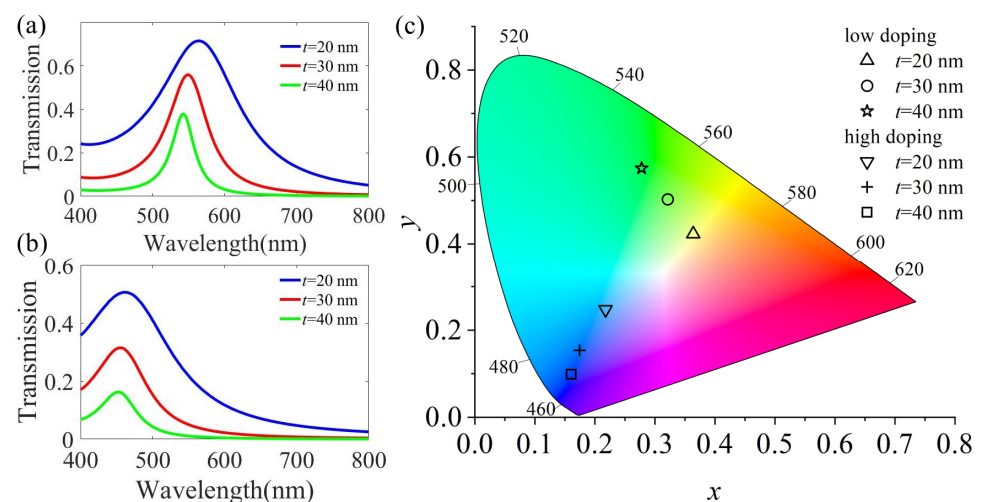 (a)
Transmission
0.6
0.4
0.2
0
t=20 nm
t=30 nm
t=40 nm
400 500 600 700 800
Wavelength(nm)
(b)
Transmission
0.6
0.4
0.2
0
t=20 nm
t=30 nm
t=40 nm
400 500 600 700 800
Wavelength(nm)
(c)
y
0.8
0.6
0.4
0.2
0.0
520
540
560
580
600
620
500
480
460
low doping
t=20 nm
t=30 nm
t=40 nm
high doping
t=20 nm
t=30 nm
t=40 nm
0.0 0.1 0.2 0.3 0.4 0.5 0.6 0.7 0.8
x